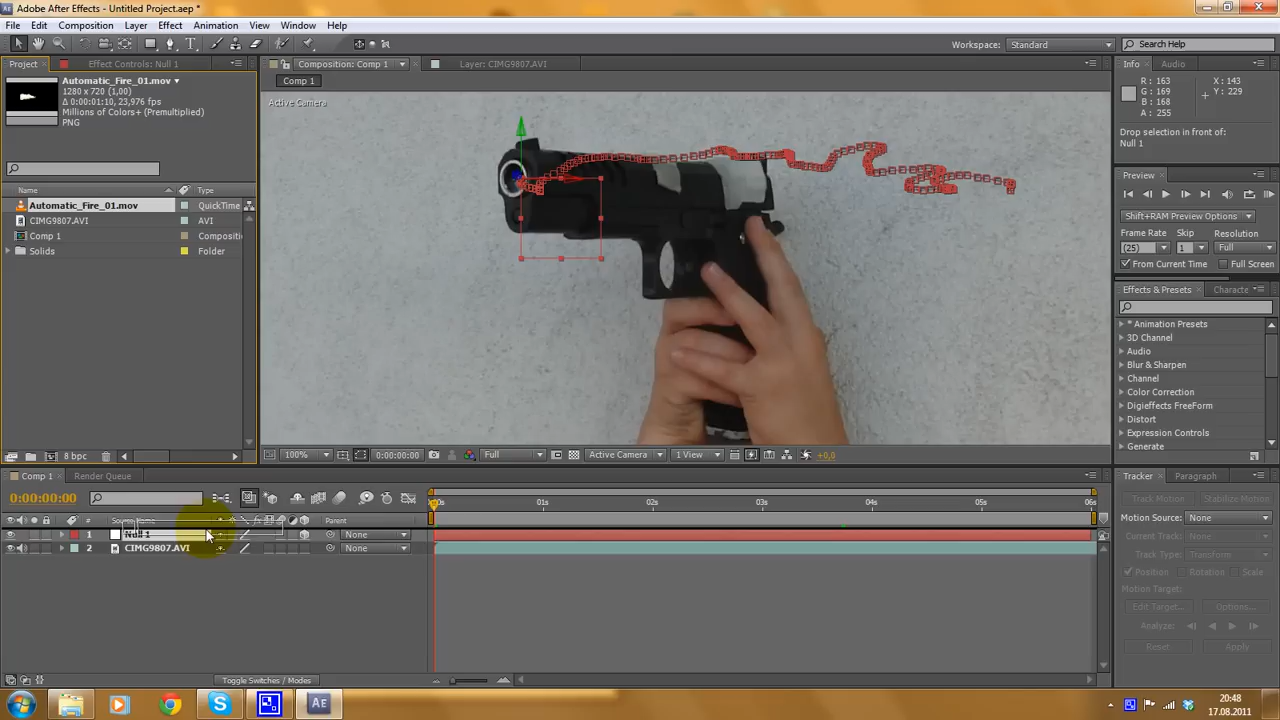 Adobe After Effects - Untitled Project.aep *
File Edit Composition Layer Effect Animation View Window Help
Workspace: Standard Search Help
Project Effect Controls: Null 1
Composition: Comp 1 Layer: CIMG9807.AVI
Info Audio
Automatic_Fire_01.mov
1280 x 720 (1,00)
Δ 0:00:01:10, 23,976 fps
Millions of Colors+ (Premultiplied)
PNG
Comp 1
Active Camera
R: 163
G: 169
B: 168
A: 255
X: 143
Y: 229
Drop selection in front of
Null 1
Name Type
Automatic_Fire_01.mov QuickTime
CIMG9807.AVI AVI
Comp 1 Compositi
Solids Folder
Preview
Shift+RAM Preview Options
Frame Rate Skip Resolution
(25) 1 Full
From Current Time Full Screen
Effects & Presets Characte
* Animation Presets
3D Channel
Audio
Blur & Sharpen
Channel
Color Correction
Digieffects FreeForm
Distort
Expression Controls
Generate
8 bpc
100% 0:00:00:00 Full Active Camera 1 View +0,0
Comp 1 Render Queue
0:00:00:00
# Source Name Parent
1 Null 1 None
2 CIMG9807.AVI None
00s 01s 02s 03s 04s 05s 06s
Toggle Switches / Modes
Tracker Paragraph
Track Motion Stabilize Motion
Motion Source: None
Current Track: None
Track Type: Transform
Position Rotation Scale
Motion Target:
Edit Target... Options...
Analyze:
Reset Apply
20:48
17.08.2011